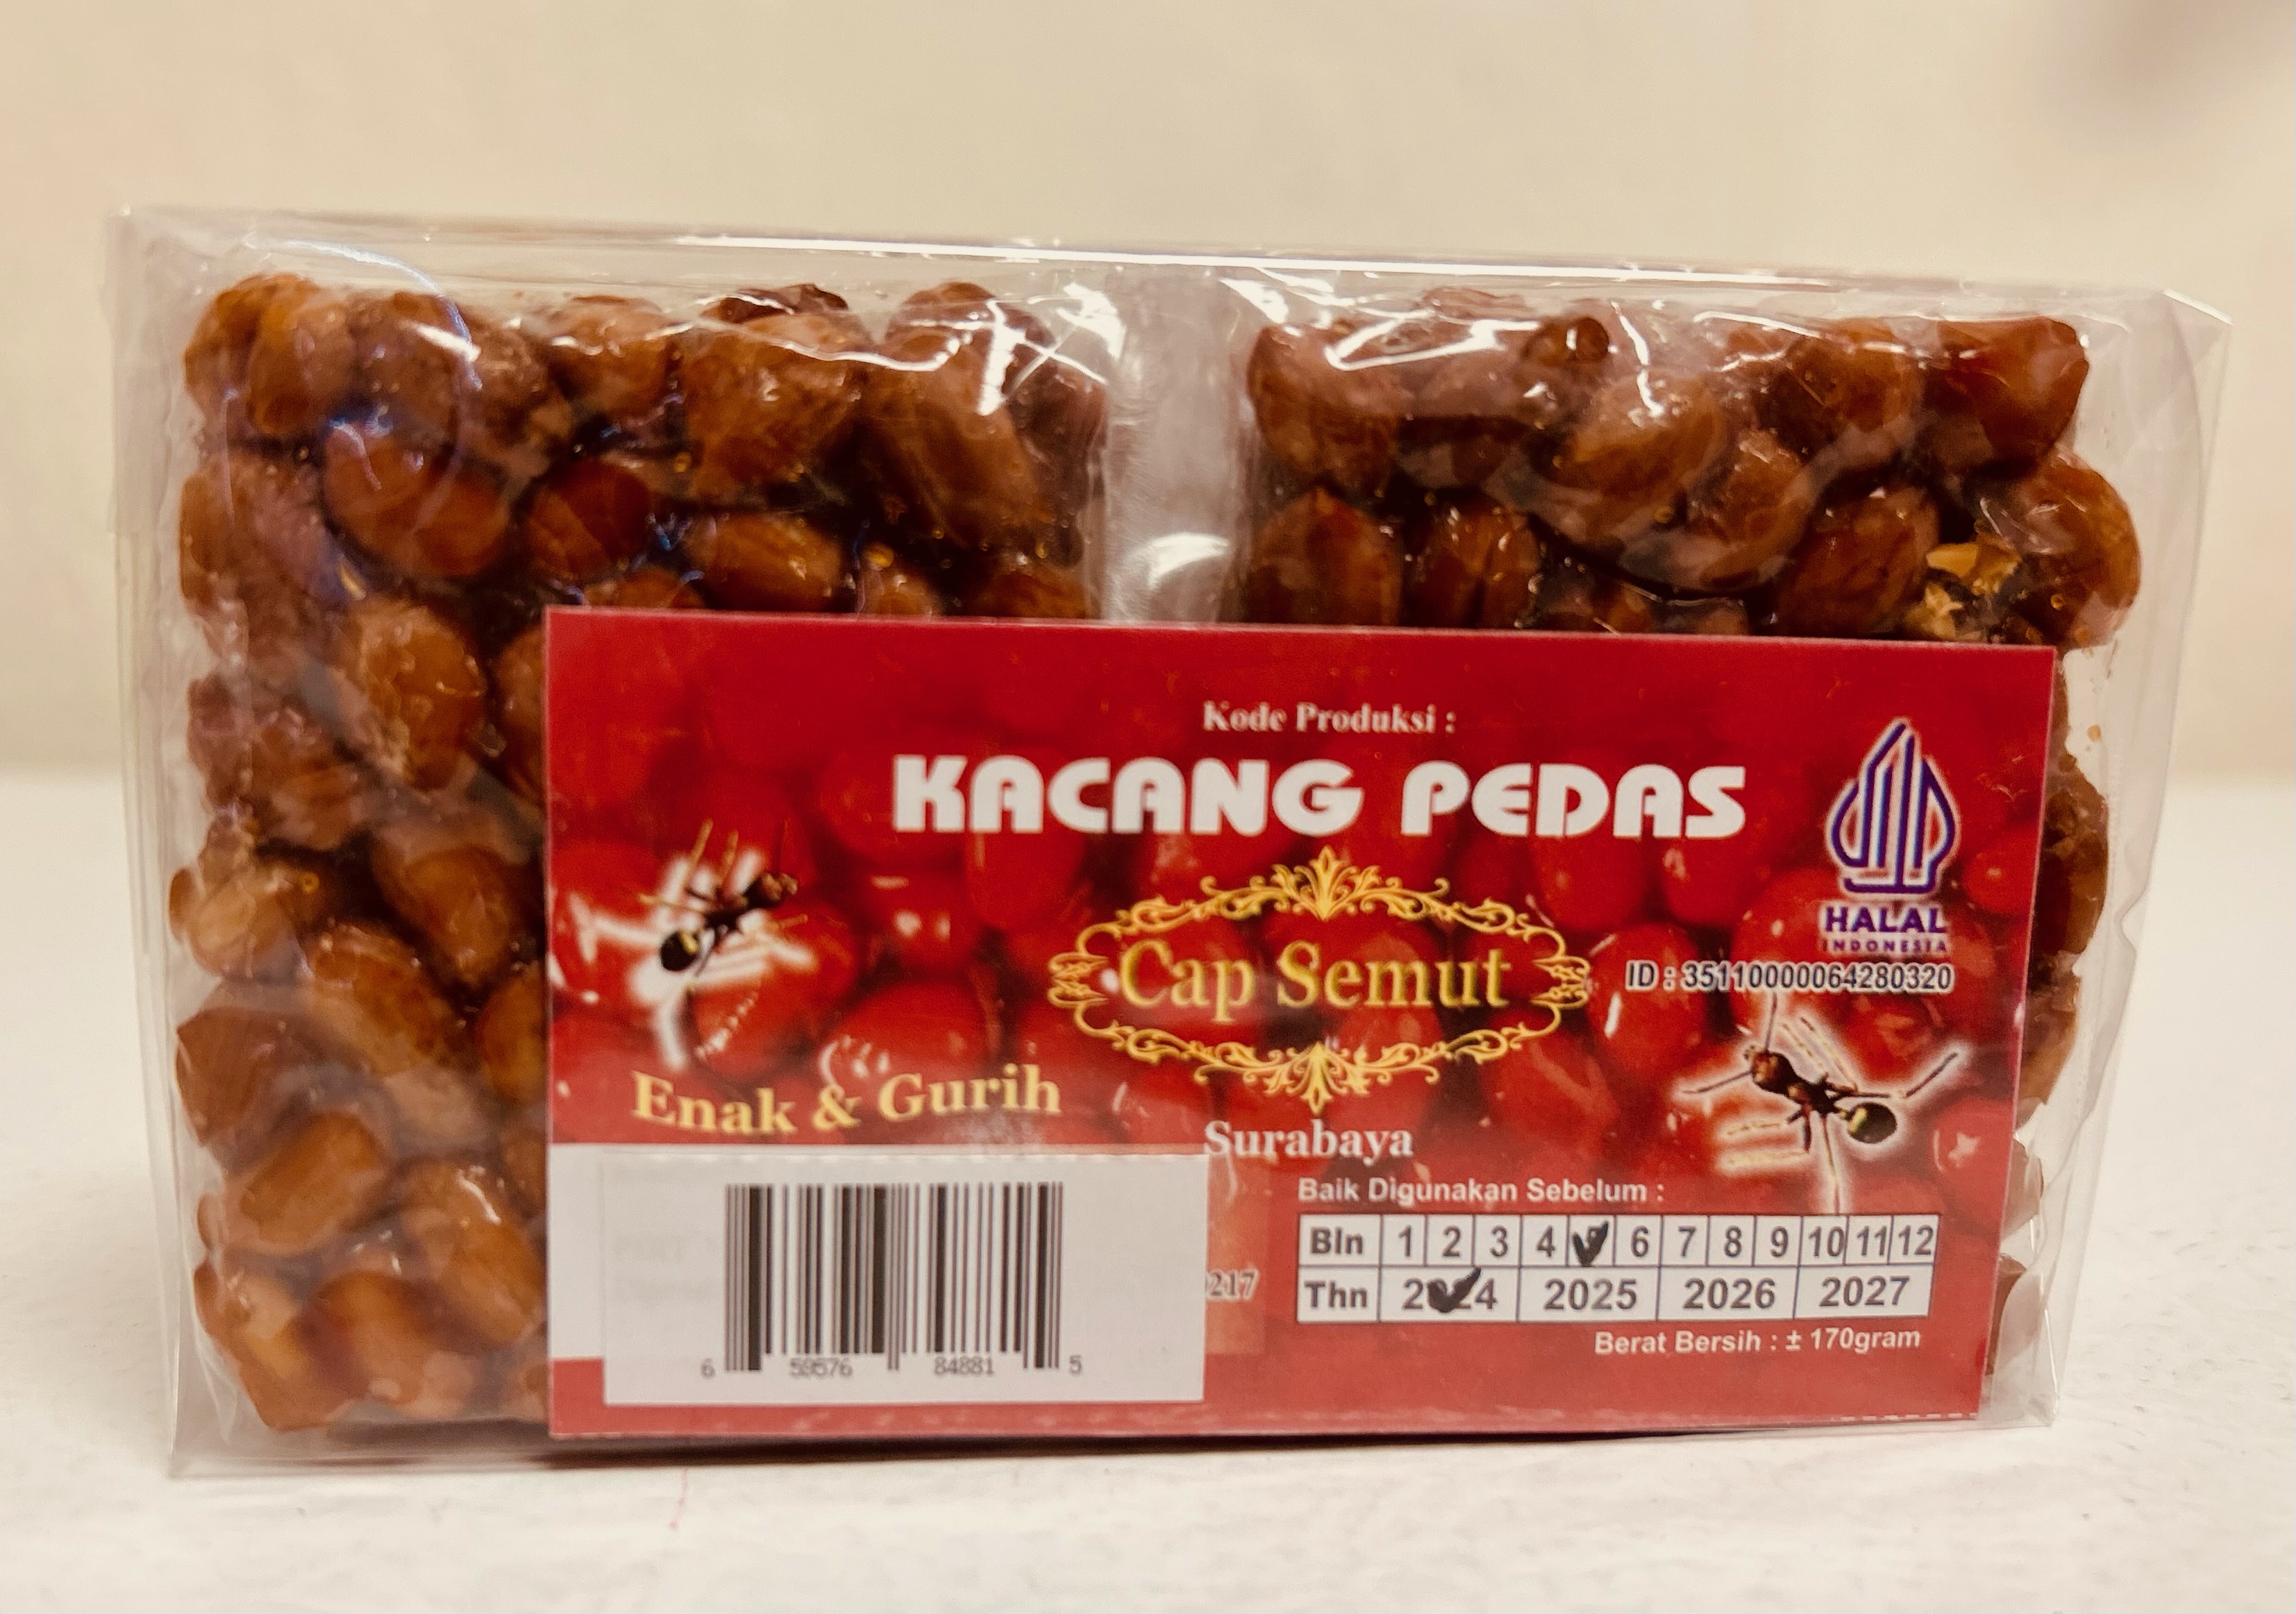 Kode Produksi :
KACANG PEDAS
HALAL
INDONESIA
ID : 35110000064280320
Cap Semut
Enak & Gurih
Surabaya
Baik Digunakan Sebelum :
Bln 1 2 3 4 6 7 8 9 10 11 12
Thn 2024 2025 2026 2027
Berat Bersih : ± 170gram
0217
6 59576 84881 5